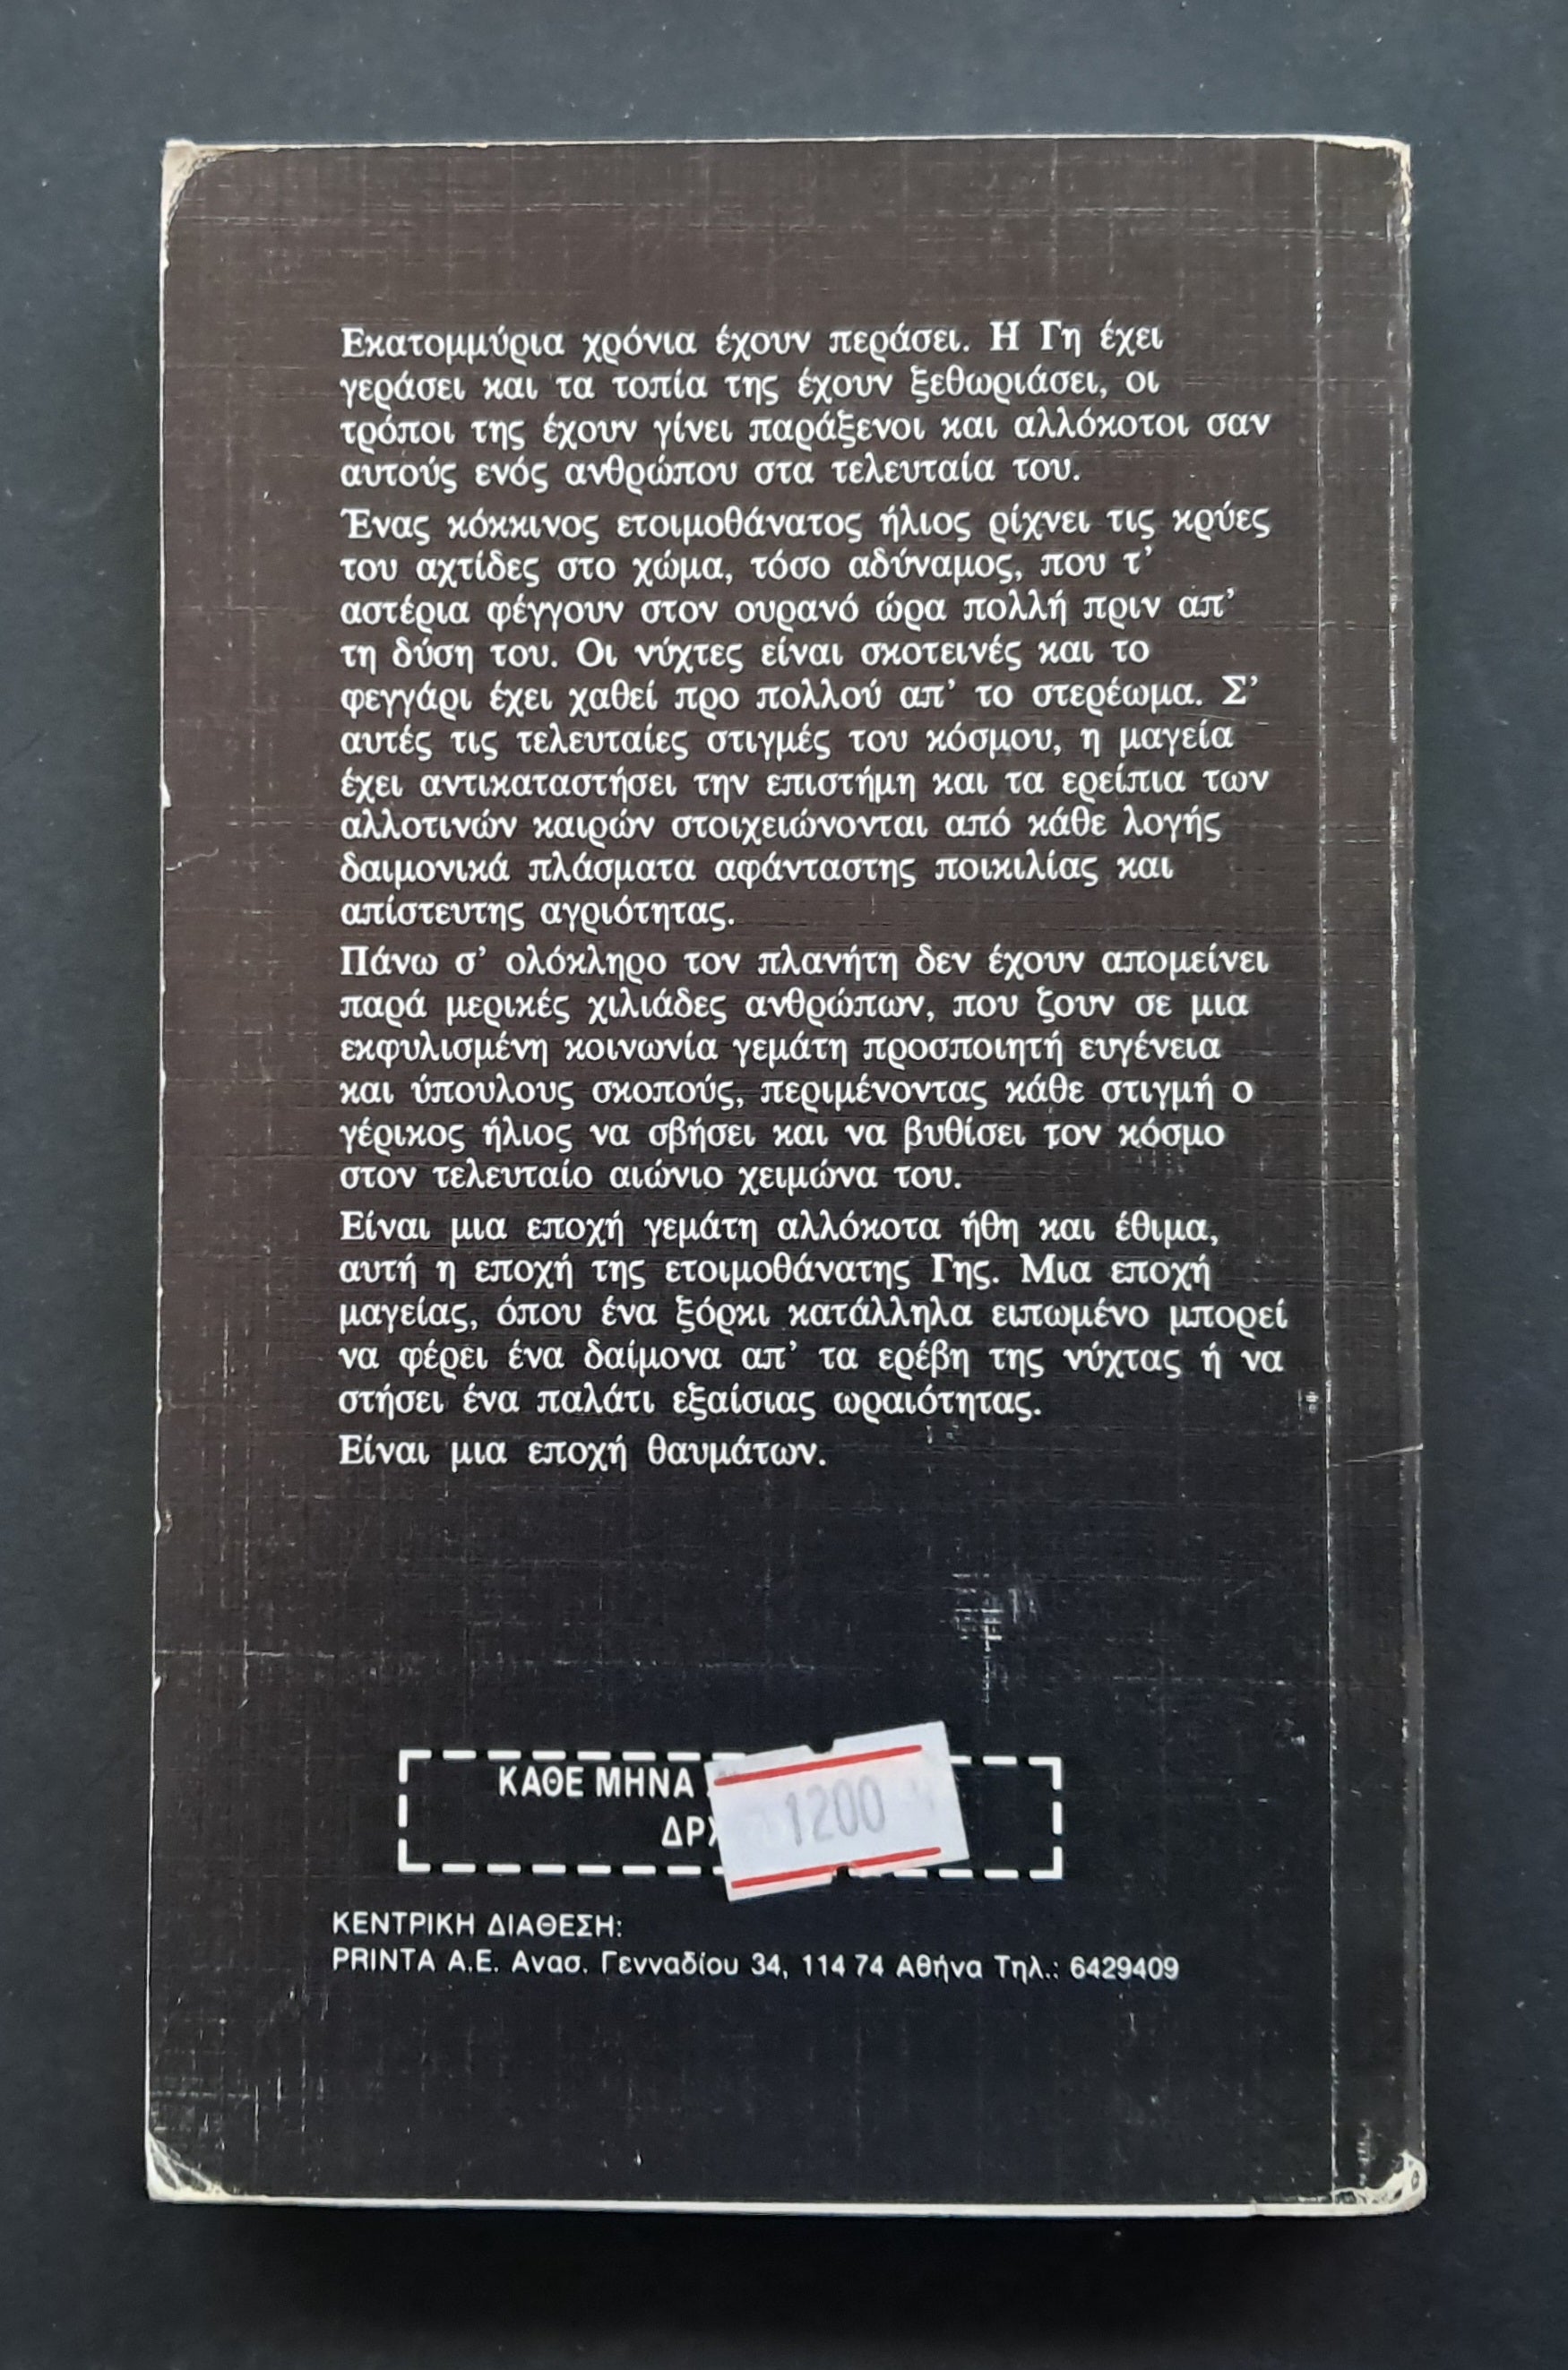 Εκατομμύρια χρόνια έχουν περάσει. Η Γη έχει
γεράσει και τα τοπία της έχουν ξεθωριάσει, οι
τρόποι της έχουν γίνει παράξενοι και αλλόκοτοι σαν
αυτούς ενός ανθρώπου στα τελευταία του.
Ένας κόκκινος ετοιμοθάνατος ήλιος ρίχνει τις κρύες
του αχτίδες στο χώμα, τόσο αδύναμος, που τ'
αστέρια φέγγουν στον ουρανό ώρα πολλή πριν απ'
τη δύση του. Οι νύχτες είναι σκοτεινές και το
φεγγάρι έχει χαθεί προ πολλού απ' το στερέωμα. Σ'
αυτές τις τελευταίες στιγμές του κόσμου, η μαγεία
έχει αντικαταστήσει την επιστήμη και τα ερείπια των
αλλοτινών καιρών στοιχειώνονται από κάθε λογής
δαιμονικά πλάσματα αφάνταστης ποικιλίας και
απίστευτης αγριότητας.
Πάνω σ' ολόκληρο τον πλανήτη δεν έχουν απομείνει
παρά μερικές χιλιάδες ανθρώπων, που ζουν σε μια
εκφυλισμένη κοινωνία γεμάτη προσποιητή ευγένεια
και ύπουλους σκοπούς, περιμένοντας κάθε στιγμή ο
γέρικος ήλιος να σβήσει και να βυθίσει τον κόσμο
στον τελευταίο αιώνιο χειμώνα του.
Είναι μια εποχή γεμάτη αλλόκοτα ήθη και έθιμα,
αυτή η εποχή της ετοιμοθάνατης Γης. Μια εποχή
μαγείας, όπου ένα ξόρκι κατάλληλα ειπωμένο μπορεί
να φέρει ένα δαίμονα απ' τα ερέβη της νύχτας ή να
στήσει ένα παλάτι εξαίσιας ωραιότητας.
Είναι μια εποχή θαυμάτων.
ΚΑΘΕ ΜΗΝΑ
1200
ΚΕΝΤΡΙΚΗ ΔΙΑΘΕΣΗ:
PRINTA A.E. Ανασ. Γενναδίου 34, 114 74 Αθήνα Τηλ.: 6429409